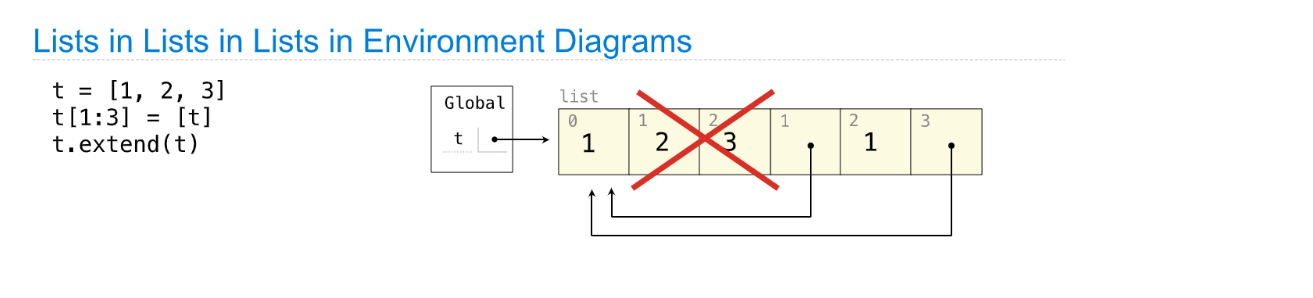 Lists in Lists in Lists in Environment Diagrams
t = [1, 2, 3]
t[1:3] = [t]
t.extend(t)
Global
t
list
0 1 2 1 2 3
1 2 3 1